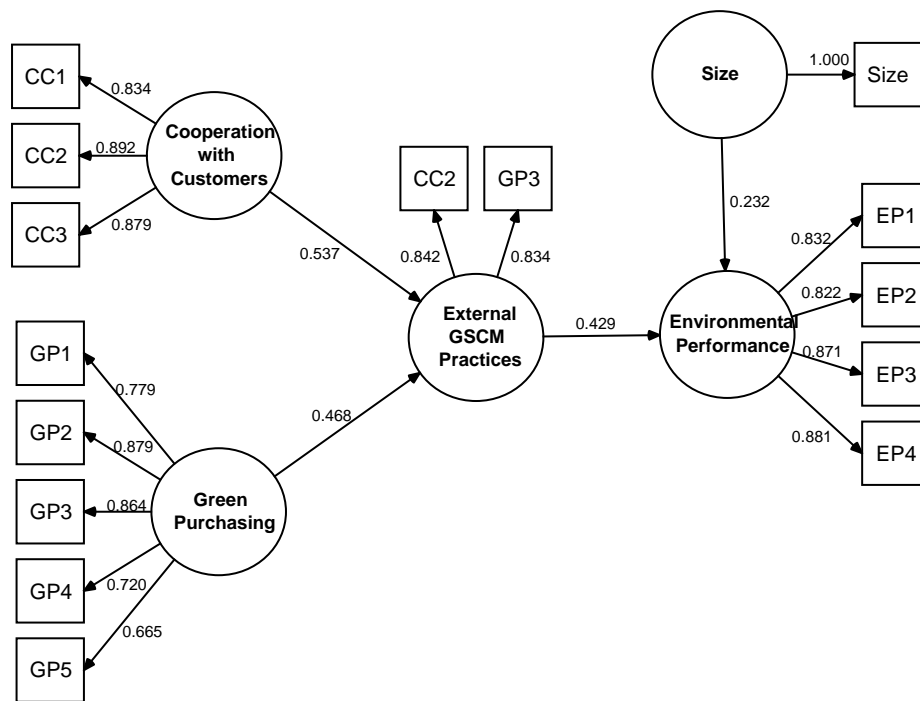 CC1
0.834
CC2
0.892
CC3
0.879
Cooperation
with
Customers
0.537
GP1
0.779
GP2
0.879
GP3
0.864
GP4
0.720
GP5
0.665
Green
Purchasing
0.468
CC2
GP3
0.842
0.834
External
GSCM
Practices
0.429
Size
1.000
Size
0.232
Environmental
Performance
0.832
EP1
0.822
EP2
0.871
EP3
0.881
EP4